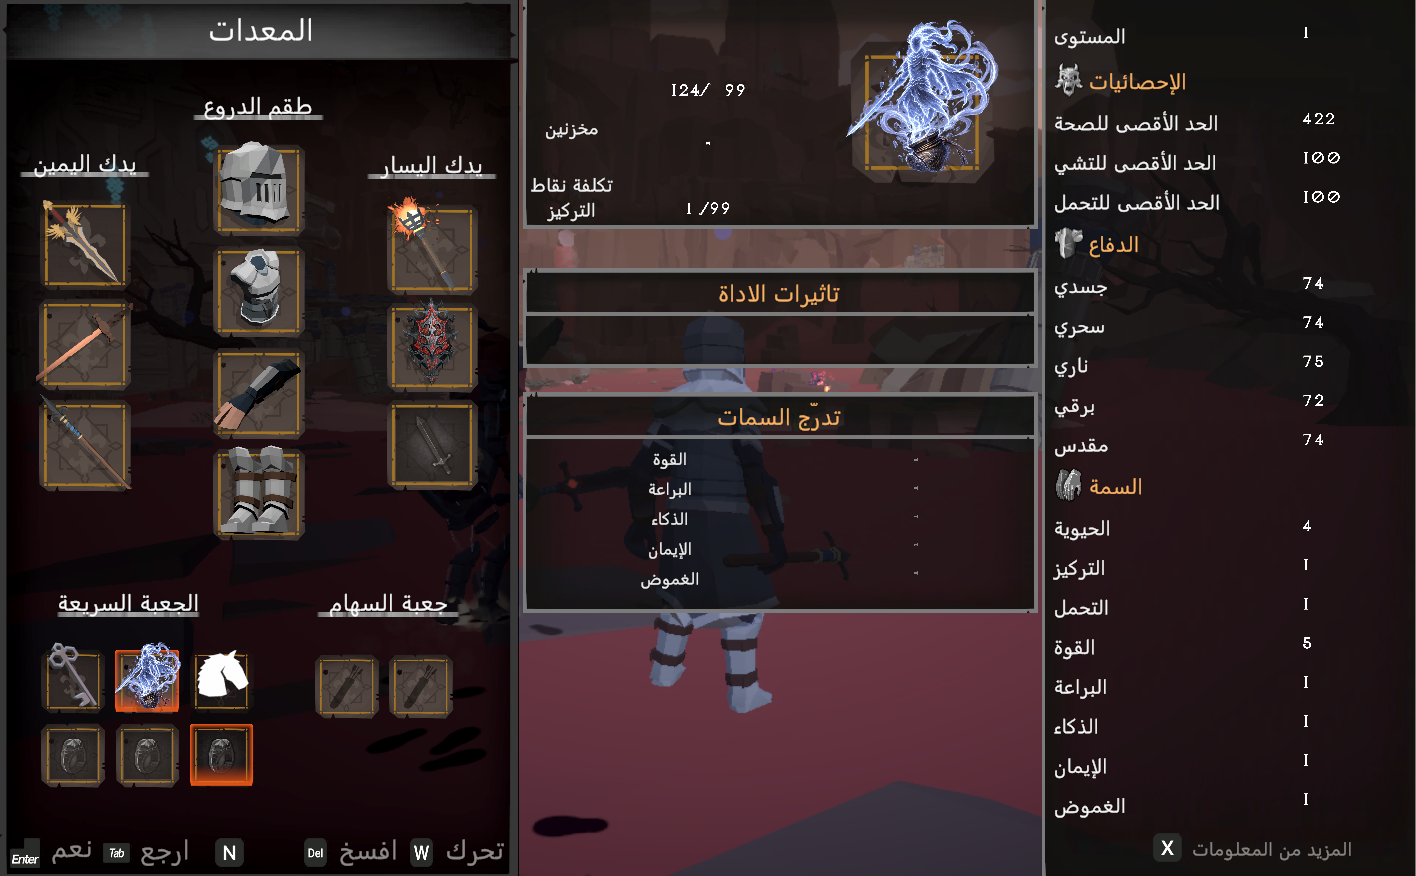 المعدات
طقم الدروع
يدك اليسار
يدك اليمين
جعبة السهام
الجعبة السريعة
تحرك W
افسخ Del
N
ارجع Tab
نعم Enter
124/ 99
مخزنين
-
تكلفة نقاط
التركيز
1 /99
تاثيرات الاداة
تدرّج السمات
القوة -
البراعة -
الذكاء -
الإيمان -
الغموض -
المستوى 1
الإحصائيات
الحد الأقصى للصحة 422
الحد الأقصى للتشي 100
الحد الأقصى للتحمل 100
الدفاع
جسدي 74
سحري 74
ناري 75
برقي 72
مقدس 74
السمة
الحيوية 4
التركيز 1
التحمل 1
القوة 5
البراعة 1
الذكاء 1
الإيمان 1
الغموض 1
المزيد من المعلومات X